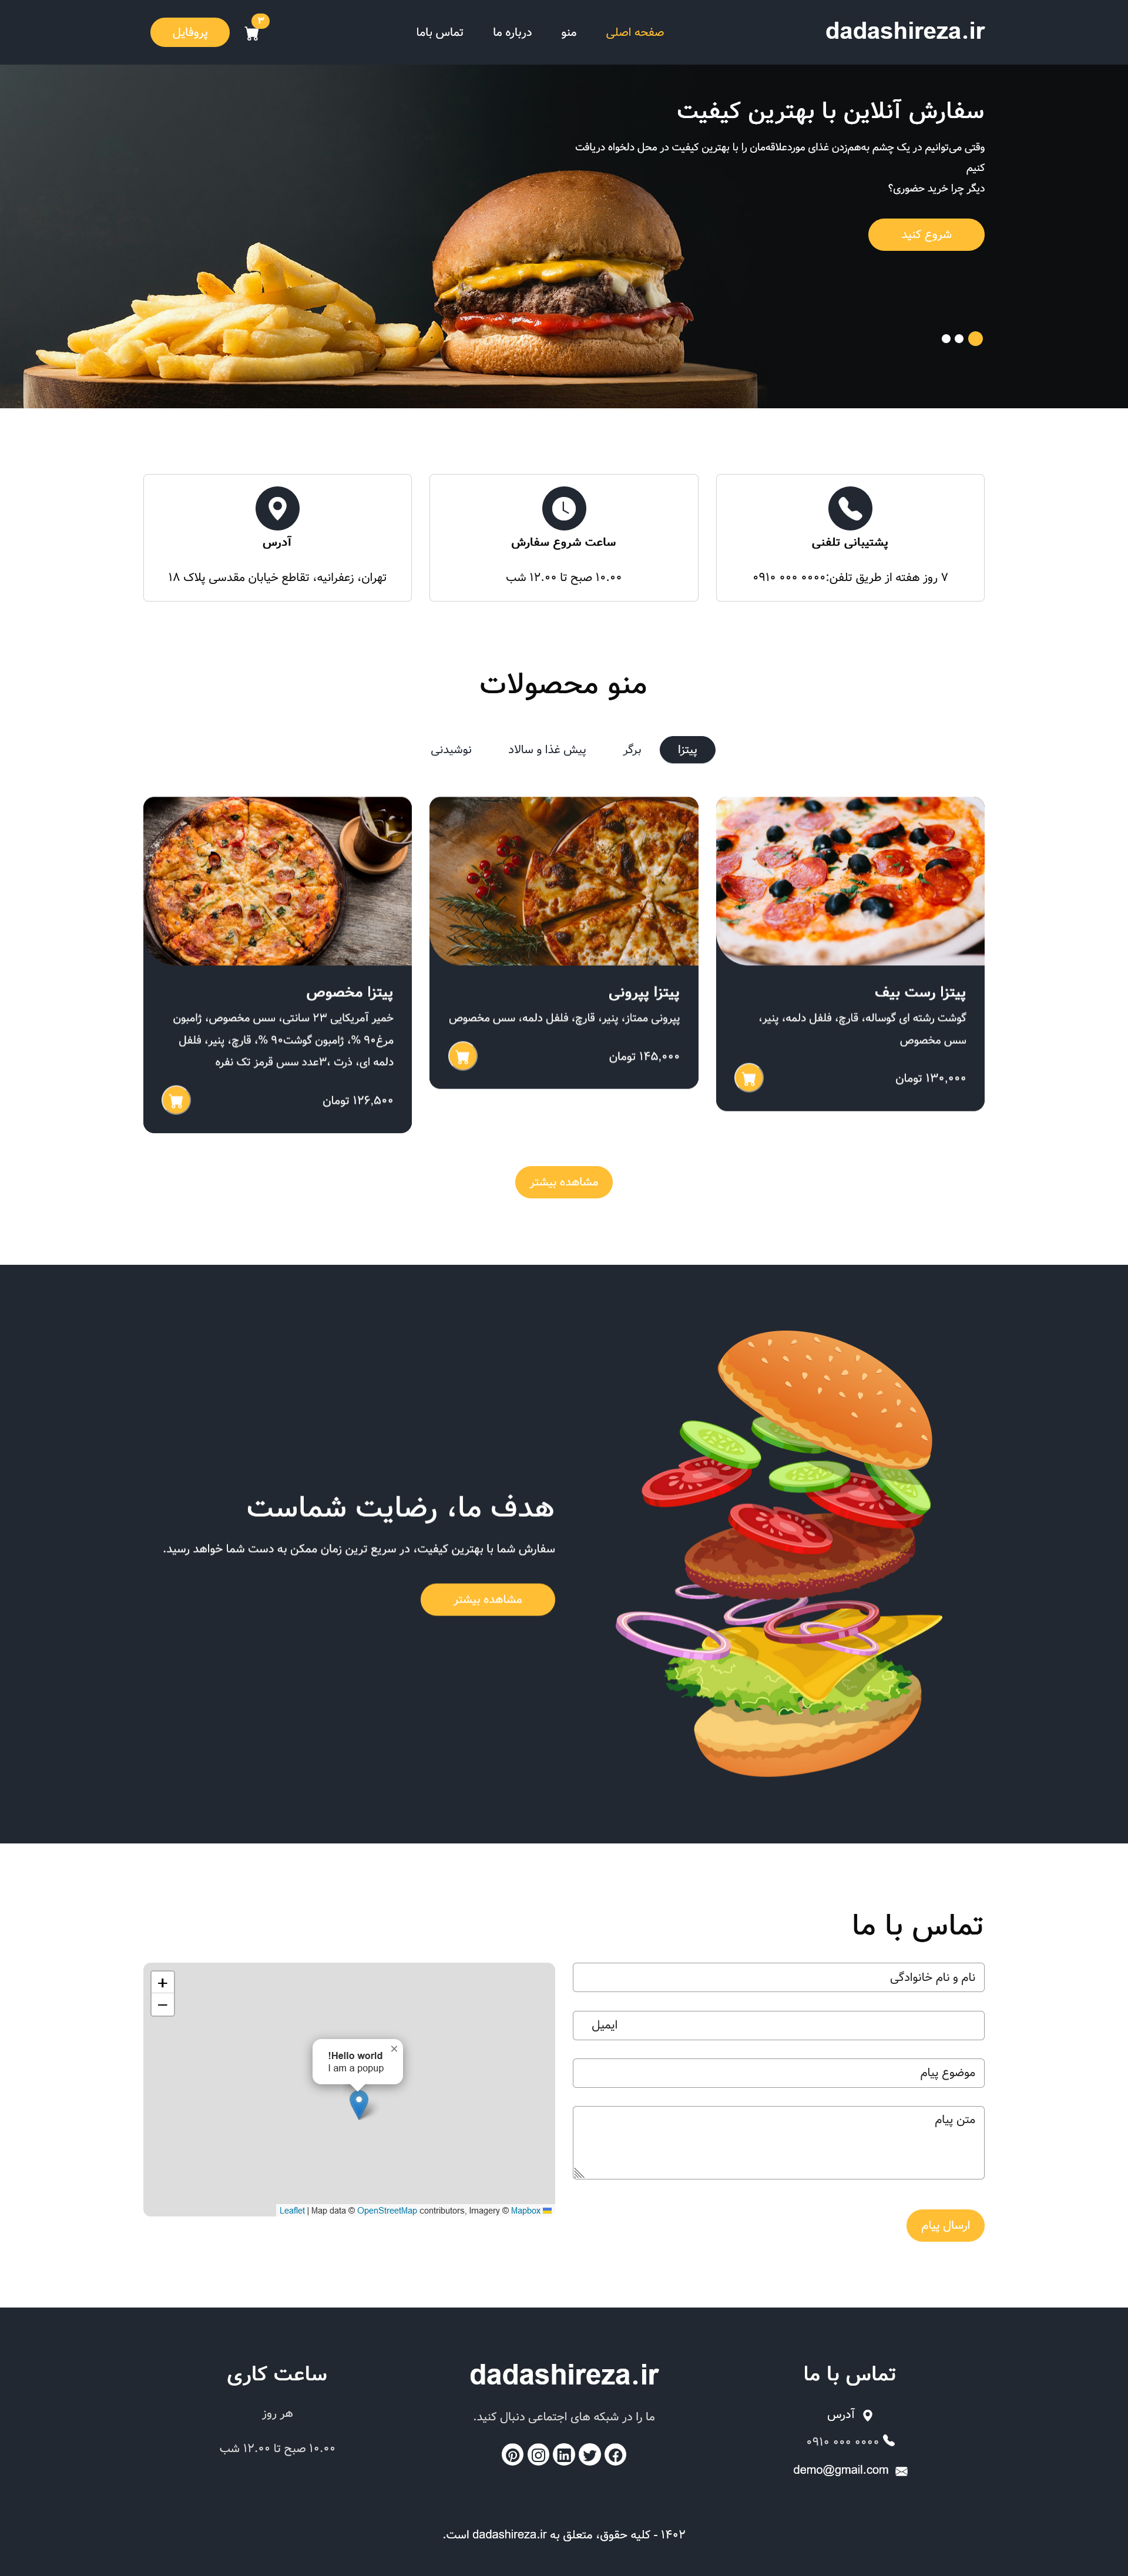 dadashireza.ir
صفحه اصلی
منو
درباره ما
تماس باما
۳
پروفایل
سفارش آنلاین با بهترین کیفیت
وقتی می‌توانیم در یک چشم به‌هم‌زدن غذای موردعلاقه‌مان را با بهترین کیفیت در محل دلخواه دریافت
کنیم
دیگر چرا خرید حضوری؟
شروع کنید
پشتیبانی تلفنی
۷ روز هفته از طریق تلفن:۰۰۰۰ ۰۰۰ ۰۹۱۰
ساعت شروع سفارش
۱۰.۰۰ صبح تا ۱۲.۰۰ شب
آدرس
تهران، زعفرانیه، تقاطع خیابان مقدسی پلاک ۱۸
منو محصولات
پیتزا
برگر
پیش غذا و سالاد
نوشیدنی
پیتزا رست بیف
گوشت رشته ای گوساله، قارچ، فلفل دلمه، پنیر،
سس مخصوص
۱۳۰,۰۰۰ تومان
پیتزا پپرونی
پپرونی ممتاز، پنیر، قارچ، فلفل دلمه، سس مخصوص
۱۴۵,۰۰۰ تومان
پیتزا مخصوص
خمیر آمریکایی ۲۳ سانتی، سس مخصوص، ژامبون
مرغ۹۰ %، ژامبون گوشت۹۰ %، قارچ، پنیر، فلفل
دلمه ای، ذرت ،۳عدد سس قرمز تک نفره
۱۲۶,۵۰۰ تومان
مشاهده بیشتر
هدف ما، رضایت شماست
سفارش شما با بهترین کیفیت، در سریع ترین زمان ممکن به دست شما خواهد رسید.
مشاهده بیشتر
تماس با ما
نام و نام خانوادگی
ایمیل
موضوع پیام
متن پیام
ارسال پیام
+
−
×
!Hello world
I am a popup
Leaflet | Map data © OpenStreetMap contributors, Imagery © Mapbox
تماس با ما
آدرس
۰۹۱۰ ۰۰۰ ۰۰۰۰
demo@gmail.com
dadashireza.ir
ما را در شبکه های اجتماعی دنبال کنید.
ساعت کاری
هر روز
۱۰.۰۰ صبح تا ۱۲.۰۰ شب
۱۴۰۲ - کلیه حقوق، متعلق به dadashireza.ir است.